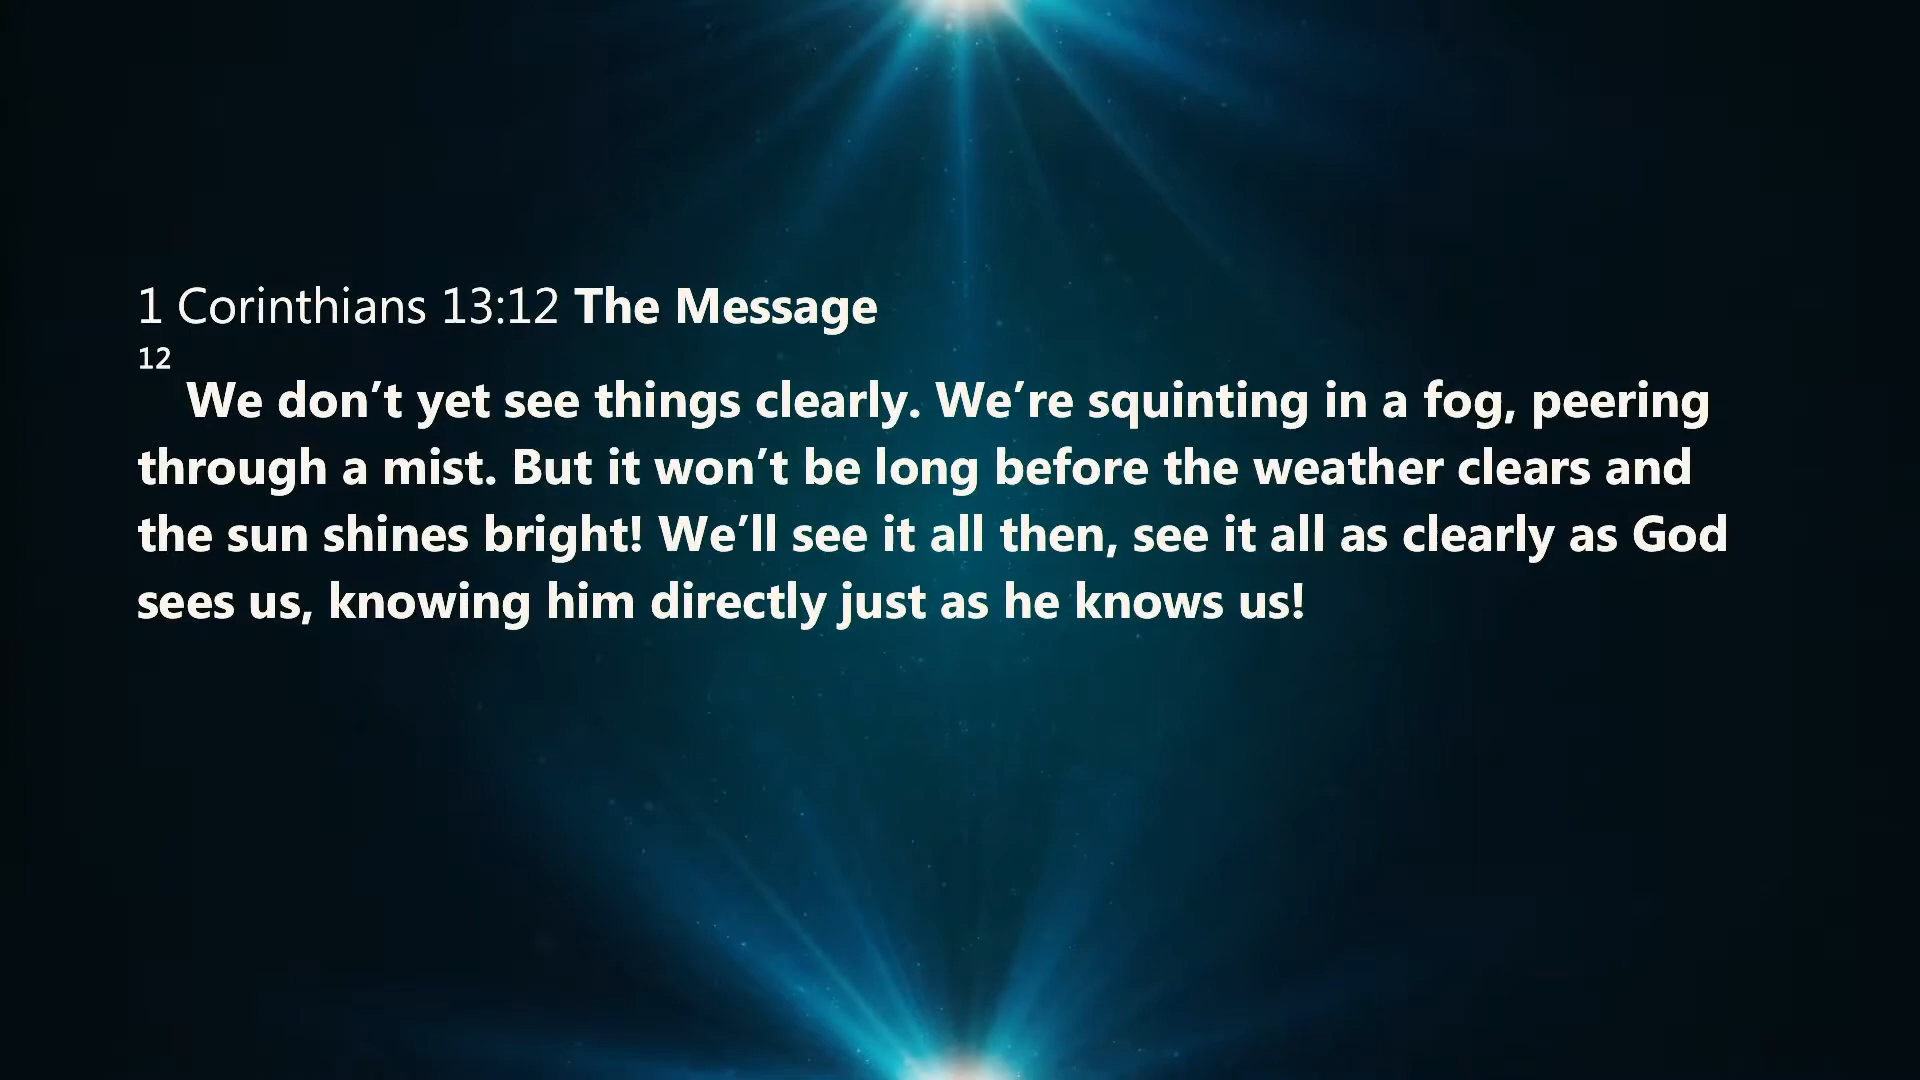 1 Corinthians 13:12 The Message
12
We don’t yet see things clearly. We’re squinting in a fog, peering
through a mist. But it won’t be long before the weather clears and
the sun shines bright! We’ll see it all then, see it all as clearly as God
sees us, knowing him directly just as he knows us!